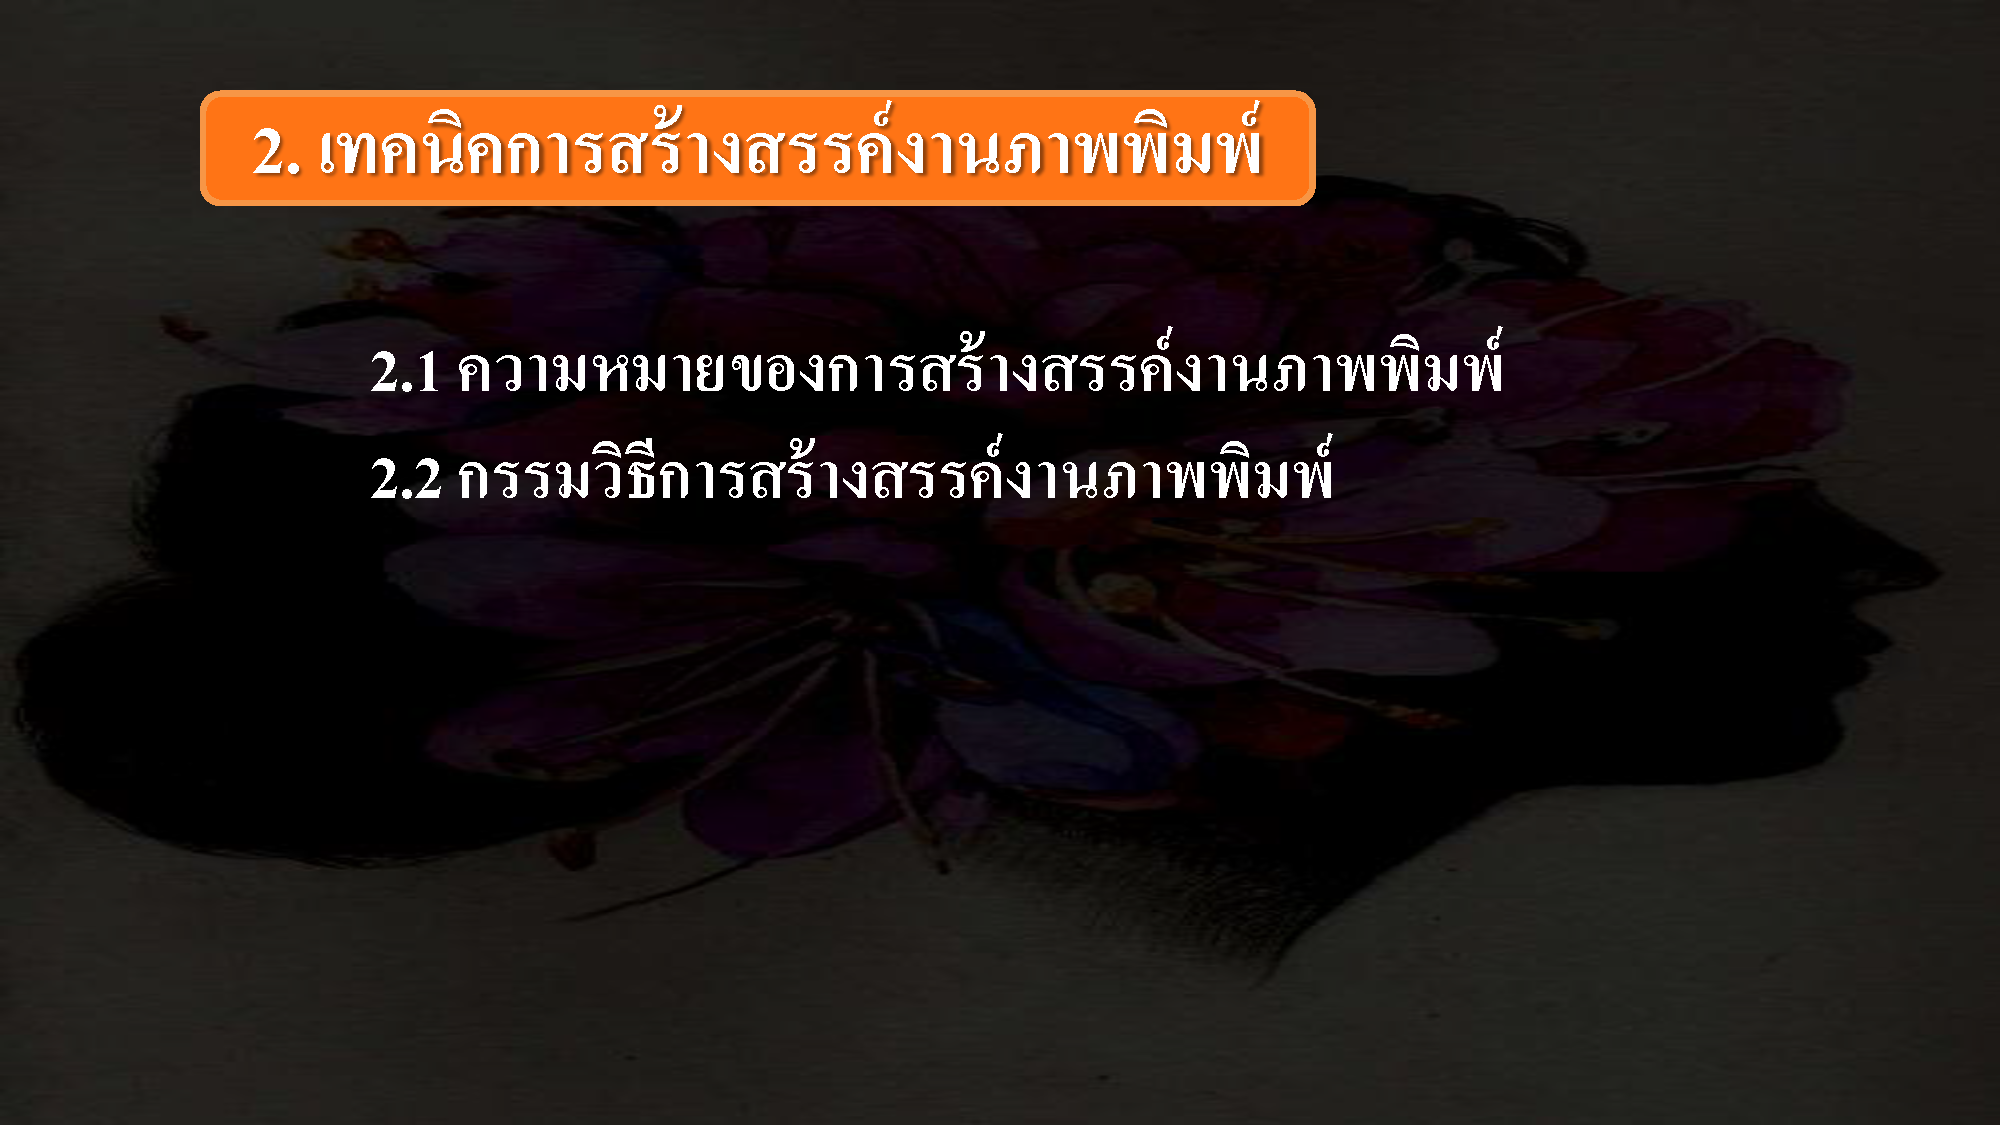 2. เทคนิคการสร้างสรรค์งานภาพพิมพ์
2.1 ความหมายของการสร้างสรรค์งานภาพพิมพ์
2.2 กรรมวิธีการสร้างสรรค์งานภาพพิมพ์